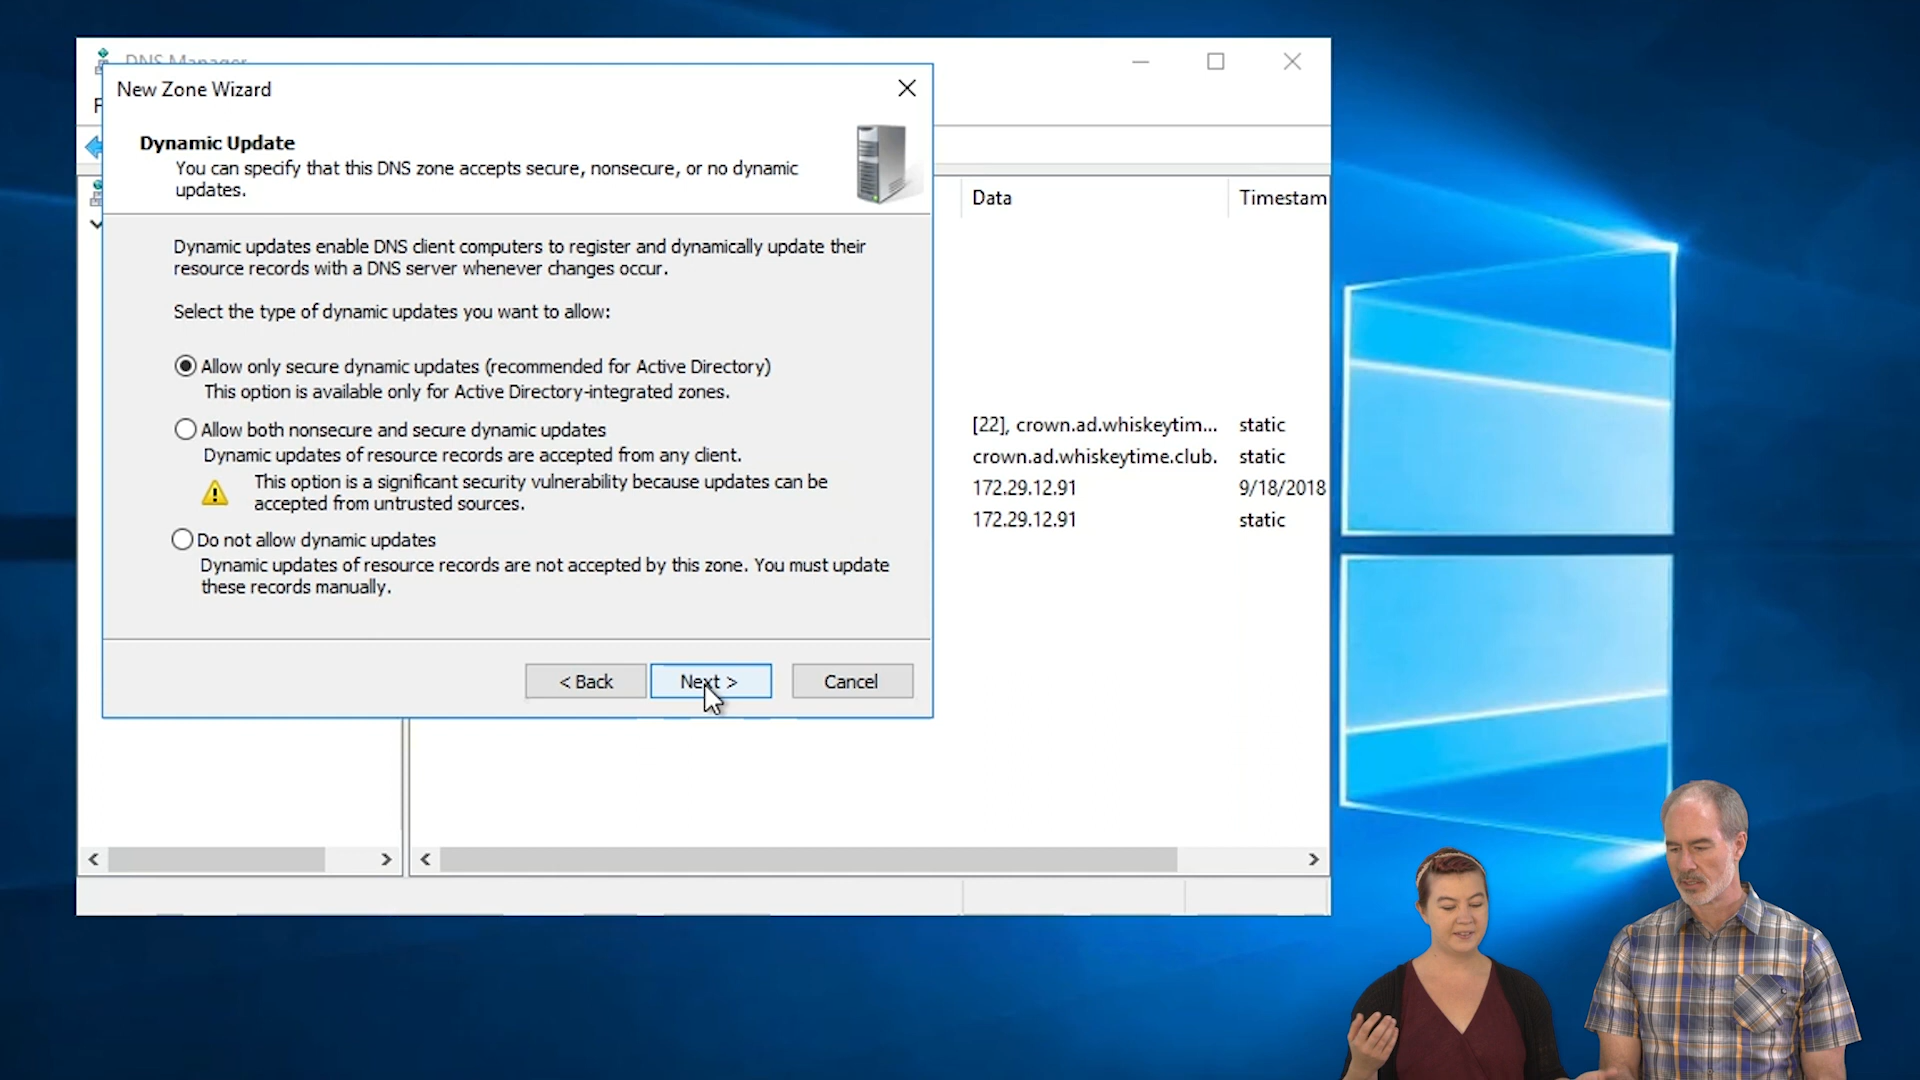 DNS Manager
New Zone Wizard
F
Dynamic Update
You can specify that this DNS zone accepts secure, nonsecure, or no dynamic
updates.
Data
Timestam
Dynamic updates enable DNS client computers to register and dynamically update their
resource records with a DNS server whenever changes occur.
Select the type of dynamic updates you want to allow:
Allow only secure dynamic updates (recommended for Active Directory)
This option is available only for Active Directory-integrated zones.
Allow both nonsecure and secure dynamic updates
Dynamic updates of resource records are accepted from any client.
This option is a significant security vulnerability because updates can be
accepted from untrusted sources.
Do not allow dynamic updates
Dynamic updates of resource records are not accepted by this zone. You must update
these records manually.
[22], crown.ad.whiskeytim... static
crown.ad.whiskeytime.club. static
172.29.12.91 9/18/2018
172.29.12.91 static
< Back
Next >
Cancel